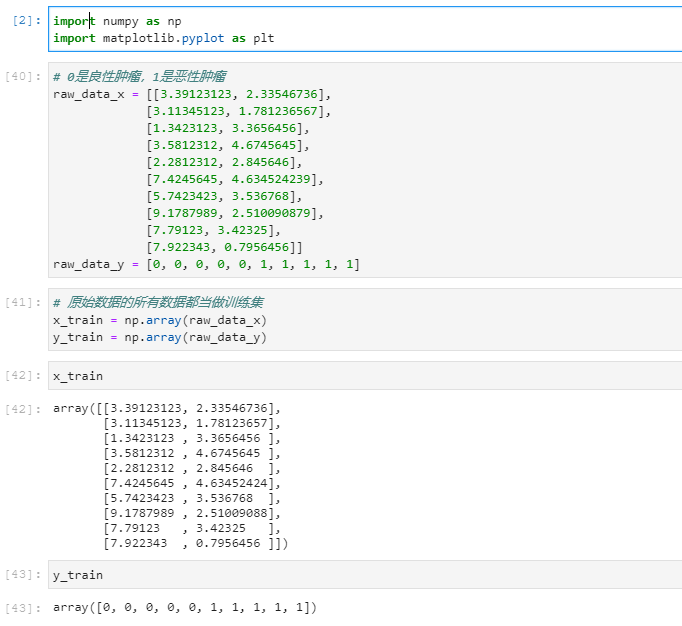 [2]: import numpy as np
import matplotlib.pyplot as plt
[40]: # 0是良性肿瘤，1是恶性肿瘤
raw_data_x = [[3.39123123, 2.33546736],
[3.11345123, 1.781236567],
[1.3423123, 3.3656456],
[3.5812312, 4.6745645],
[2.2812312, 2.845646],
[7.4245645, 4.634524239],
[5.7423423, 3.536768],
[9.1787989, 2.510090879],
[7.79123, 3.42325],
[7.922343, 0.7956456]]
raw_data_y = [0, 0, 0, 0, 0, 1, 1, 1, 1, 1]
[41]: # 原始数据的所有数据都当做训练集
x_train = np.array(raw_data_x)
y_train = np.array(raw_data_y)
[42]: x_train
[42]: array([[3.39123123, 2.33546736],
[3.11345123, 1.78123657],
[1.3423123 , 3.3656456 ],
[3.5812312 , 4.6745645 ],
[2.2812312 , 2.845646  ],
[7.4245645 , 4.63452424],
[5.7423423 , 3.536768  ],
[9.1787989 , 2.51009088],
[7.79123   , 3.42325   ],
[7.922343  , 0.7956456 ]])
[43]: y_train
[43]: array([0, 0, 0, 0, 0, 1, 1, 1, 1, 1])